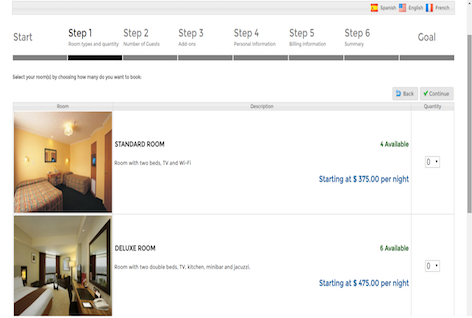 Spanish English French
Start
Step 1
Room types and quantity
Step 2
Number of Guests
Step 3
Add-ons
Step 4
Personal Information
Step 5
Billing Information
Step 6
Summary
Goal
Select your room(s) by choosing how many do you want to book.
Back Continue
Room Description Quantity
STANDARD ROOM 4 Available
Room with two beds, TV and Wi-Fi
0
Starting at $ 375.00 per night
DELUXE ROOM 6 Available
Room with two double beds, TV, kitchen, minibar and jacuzzi.
0
Starting at $ 475.00 per night